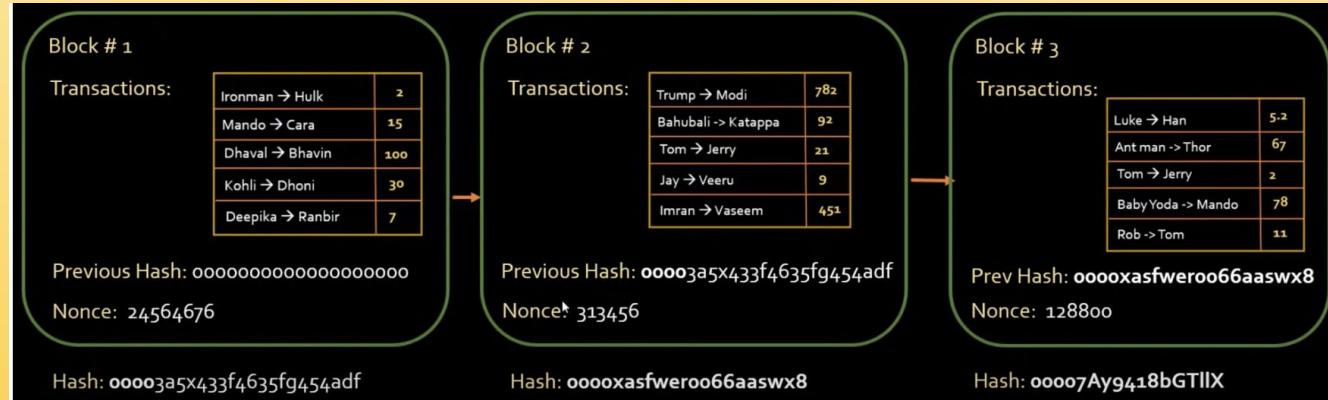 Block # 1
Transactions:
Ironman → Hulk 2
Mando → Cara 15
Dhaval → Bhavin 100
Kohli → Dhoni 30
Deepika → Ranbir 7
Previous Hash: 0000000000000000000
Nonce: 24564676
Hash: 00003a5x433f4635fg454adf
Block # 2
Transactions:
Trump → Modi 782
Bahubali -> Katappa 92
Tom → Jerry 21
Jay → Veeru 9
Imran → Vaseem 451
Previous Hash: 00003a5x433f4635fg454adf
Nonce: 313456
Hash: 0000xasfwer0066aaswx8
Block # 3
Transactions:
Luke → Han 5.2
Ant man -> Thor 67
Tom → Jerry 2
Baby Yoda -> Mando 78
Rob -> Tom 11
Prev Hash: 0000xasfwer0066aaswx8
Nonce: 128800
Hash: 00007Ay9418bGTllX